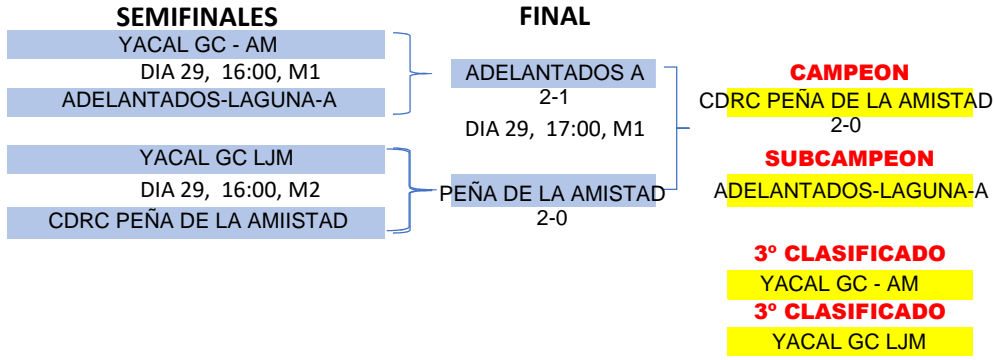 SEMIFINALES
YACAL GC - AM
DIA 29, 16:00, M1
ADELANTADOS-LAGUNA-A
YACAL GC LJM
DIA 29, 16:00, M2
CDRC PEÑA DE LA AMIISTAD
FINAL
ADELANTADOS A
2-1
DIA 29, 17:00, M1
PEÑA DE LA AMISTAD
2-0
CAMPEON
CDRC PEÑA DE LA AMISTAD
2-0
SUBCAMPEON
ADELANTADOS-LAGUNA-A
3º CLASIFICADO
YACAL GC - AM
3º CLASIFICADO
YACAL GC LJM